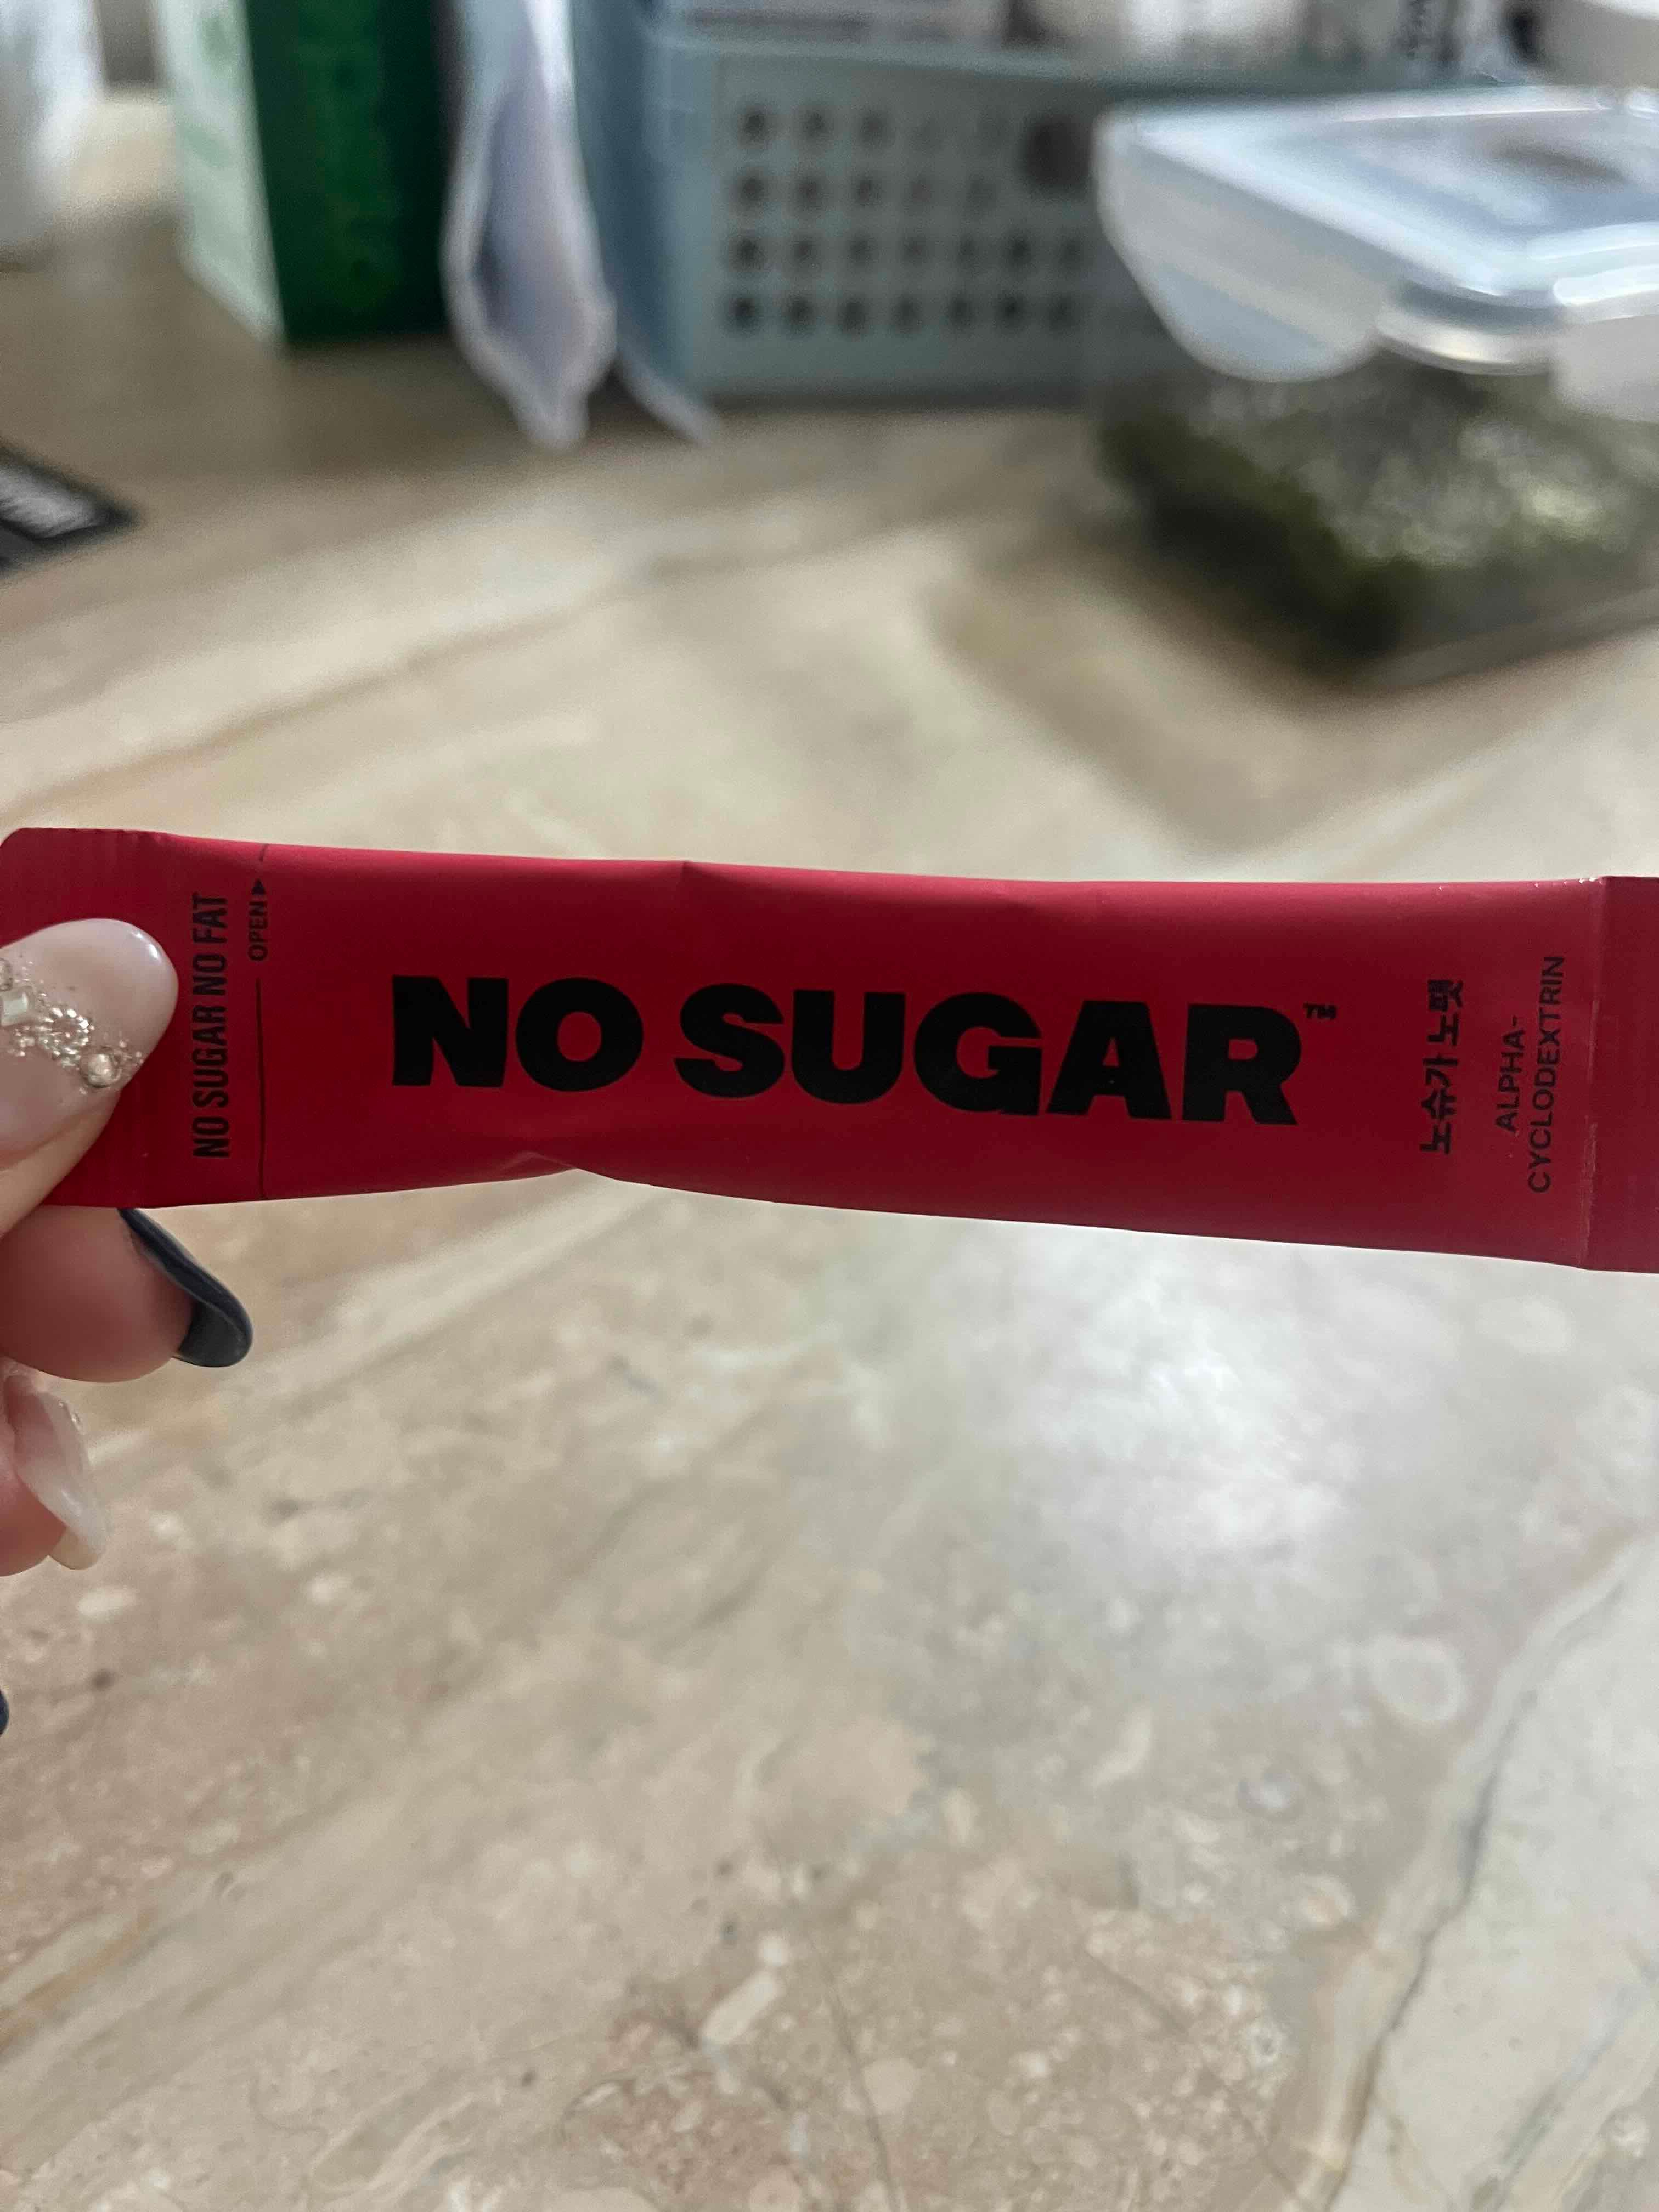 NO SUGAR NO FAT
OPEN▶
NO SUGAR™
노슈가 노팻
ALPHA-
CYCLODEXTRIN